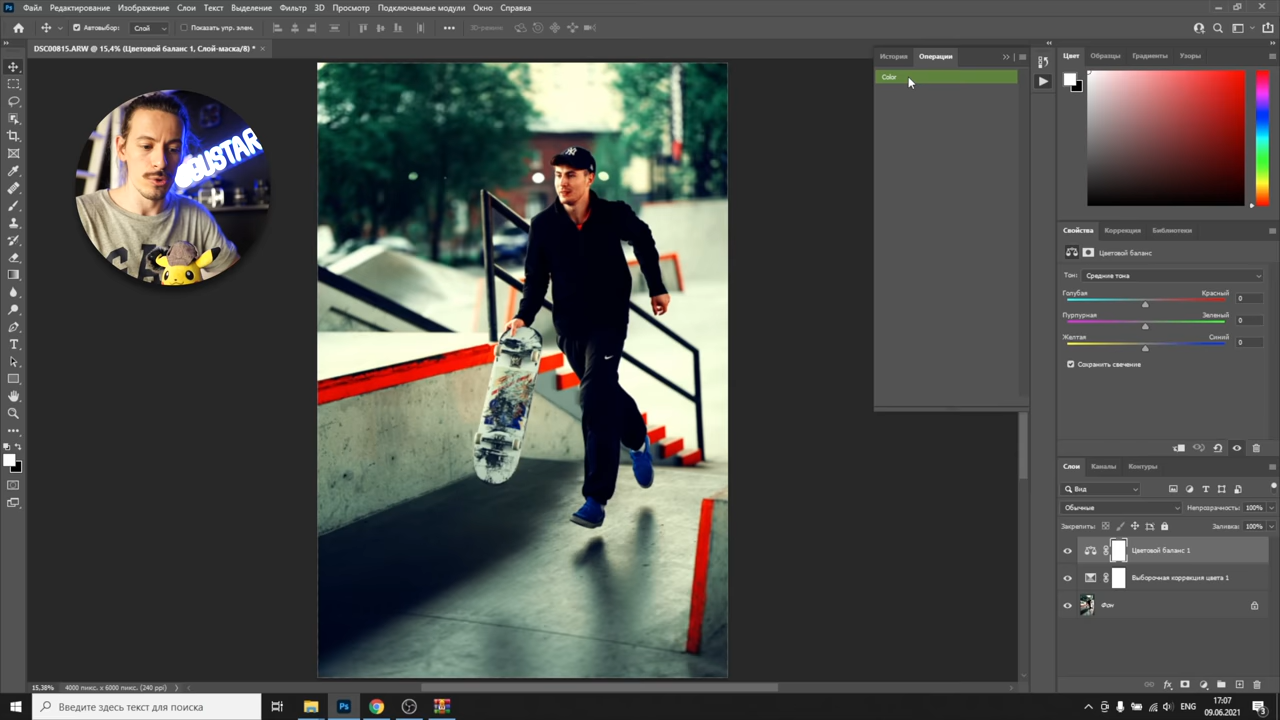 Файл Редактирование Изображение Слои Текст Выделение Фильтр 3D Просмотр Подключаемые модули Окно Справка
Автовыбор: Слой Показать упр. элем. 3D-режим:
DSC00815.ARW @ 15,4% (Цветовой баланс 1, Слой-маска/8) *
История Операции
Color
Цвет Образцы Градиенты Узоры
@GUSTAR
Свойства Коррекция Библиотеки
Цветовой баланс
Тон: Средние тона
Голубая Красный 0
Пурпурная Зеленый 0
Желтая Синий 0
Сохранить свечение
Слои Каналы Контуры
Вид
Обычные Непрозрачность: 100%
Закрепить: Заливка: 100%
Цветовой баланс 1
Выборочная коррекция цвета 1
Фон
15,38% 4000 пикс. x 6000 пикс. (240 ppi)
Введите здесь текст для поиска
ENG
17:07
09.06.2021
3